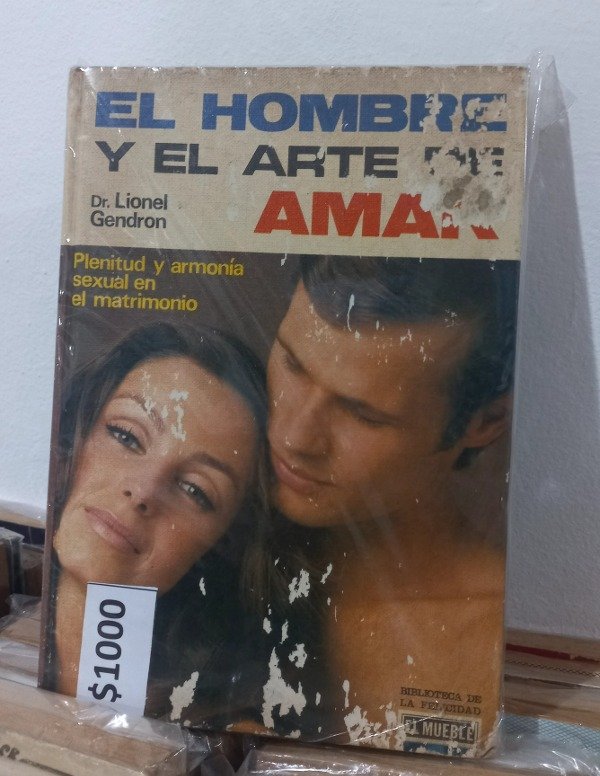 EL HOMBRE
Y EL ARTE DE
AMAR
Dr. Lionel
Gendron
Plenitud y armonía
sexual en
el matrimonio
$1000
BIBLIOTECA DE
LA FELICIDAD
EL MUEBLE